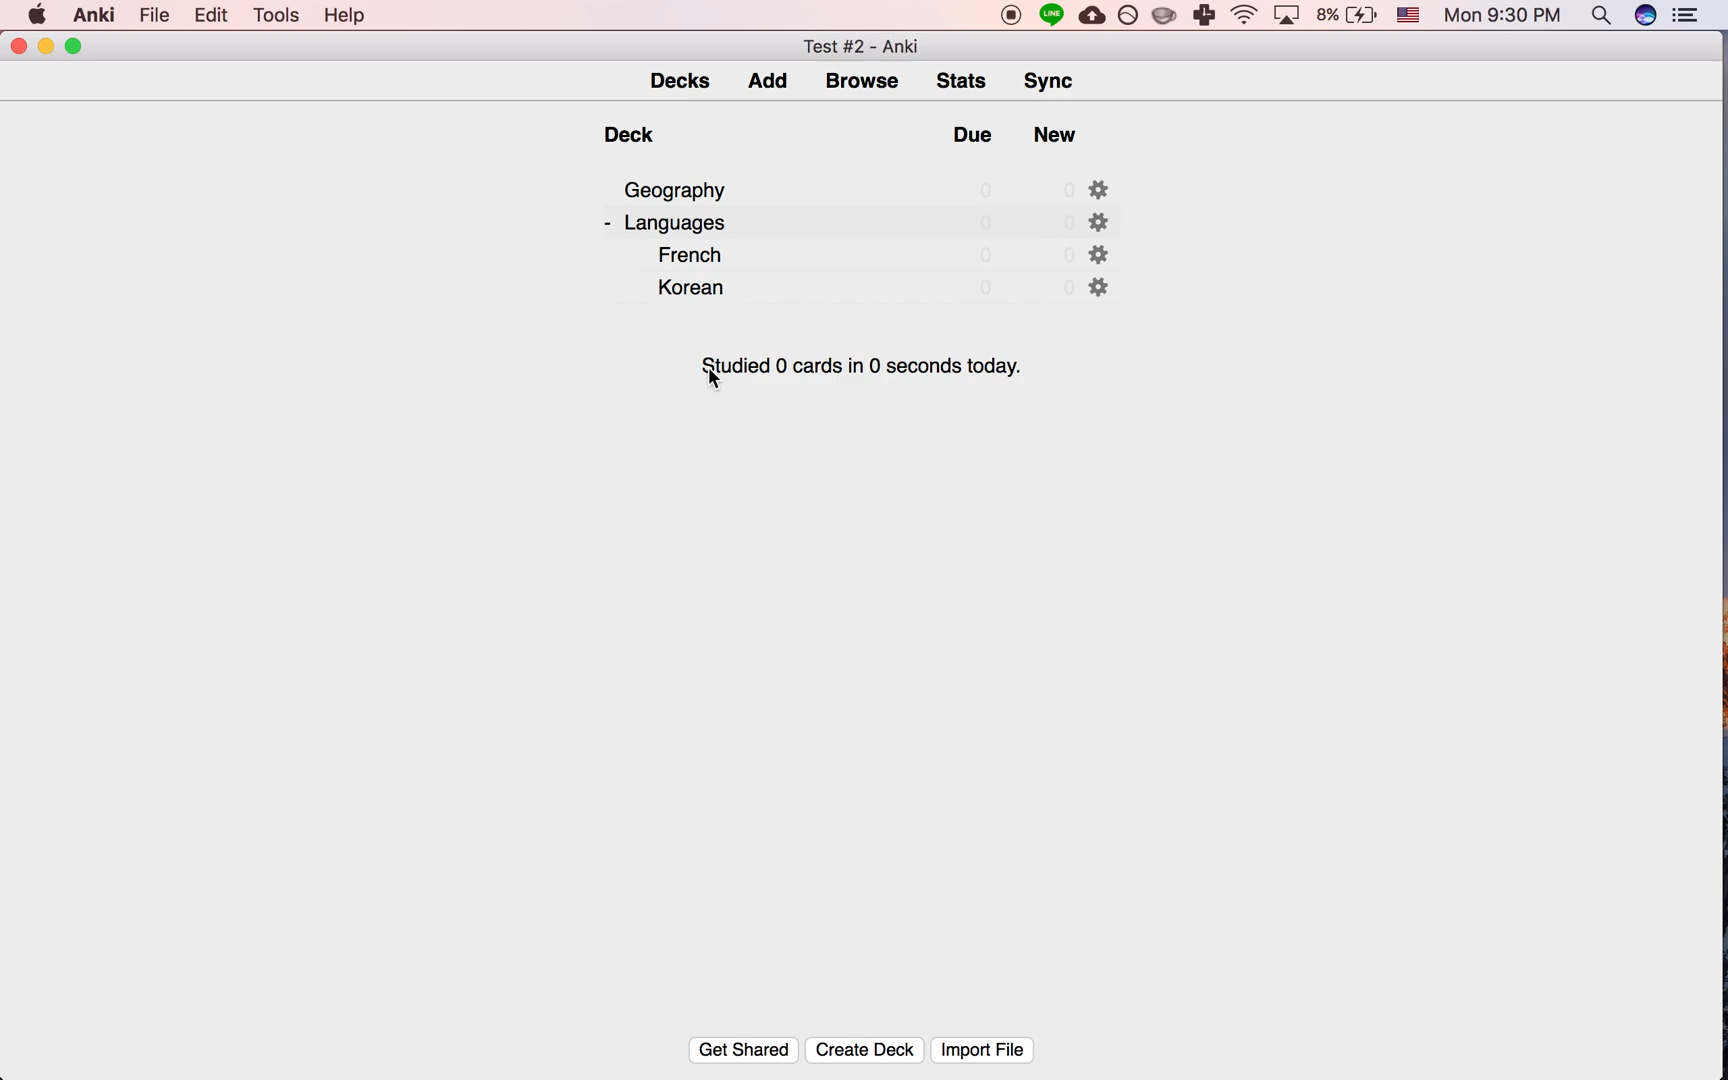 Anki File Edit Tools Help LINE 8% Mon 9:30 PM
Test #2 - Anki
Decks Add Browse Stats Sync
Deck Due New
Geography 0 0
- Languages 0 0
French 0 0
Korean 0 0
Studied 0 cards in 0 seconds today.
Get Shared Create Deck Import File